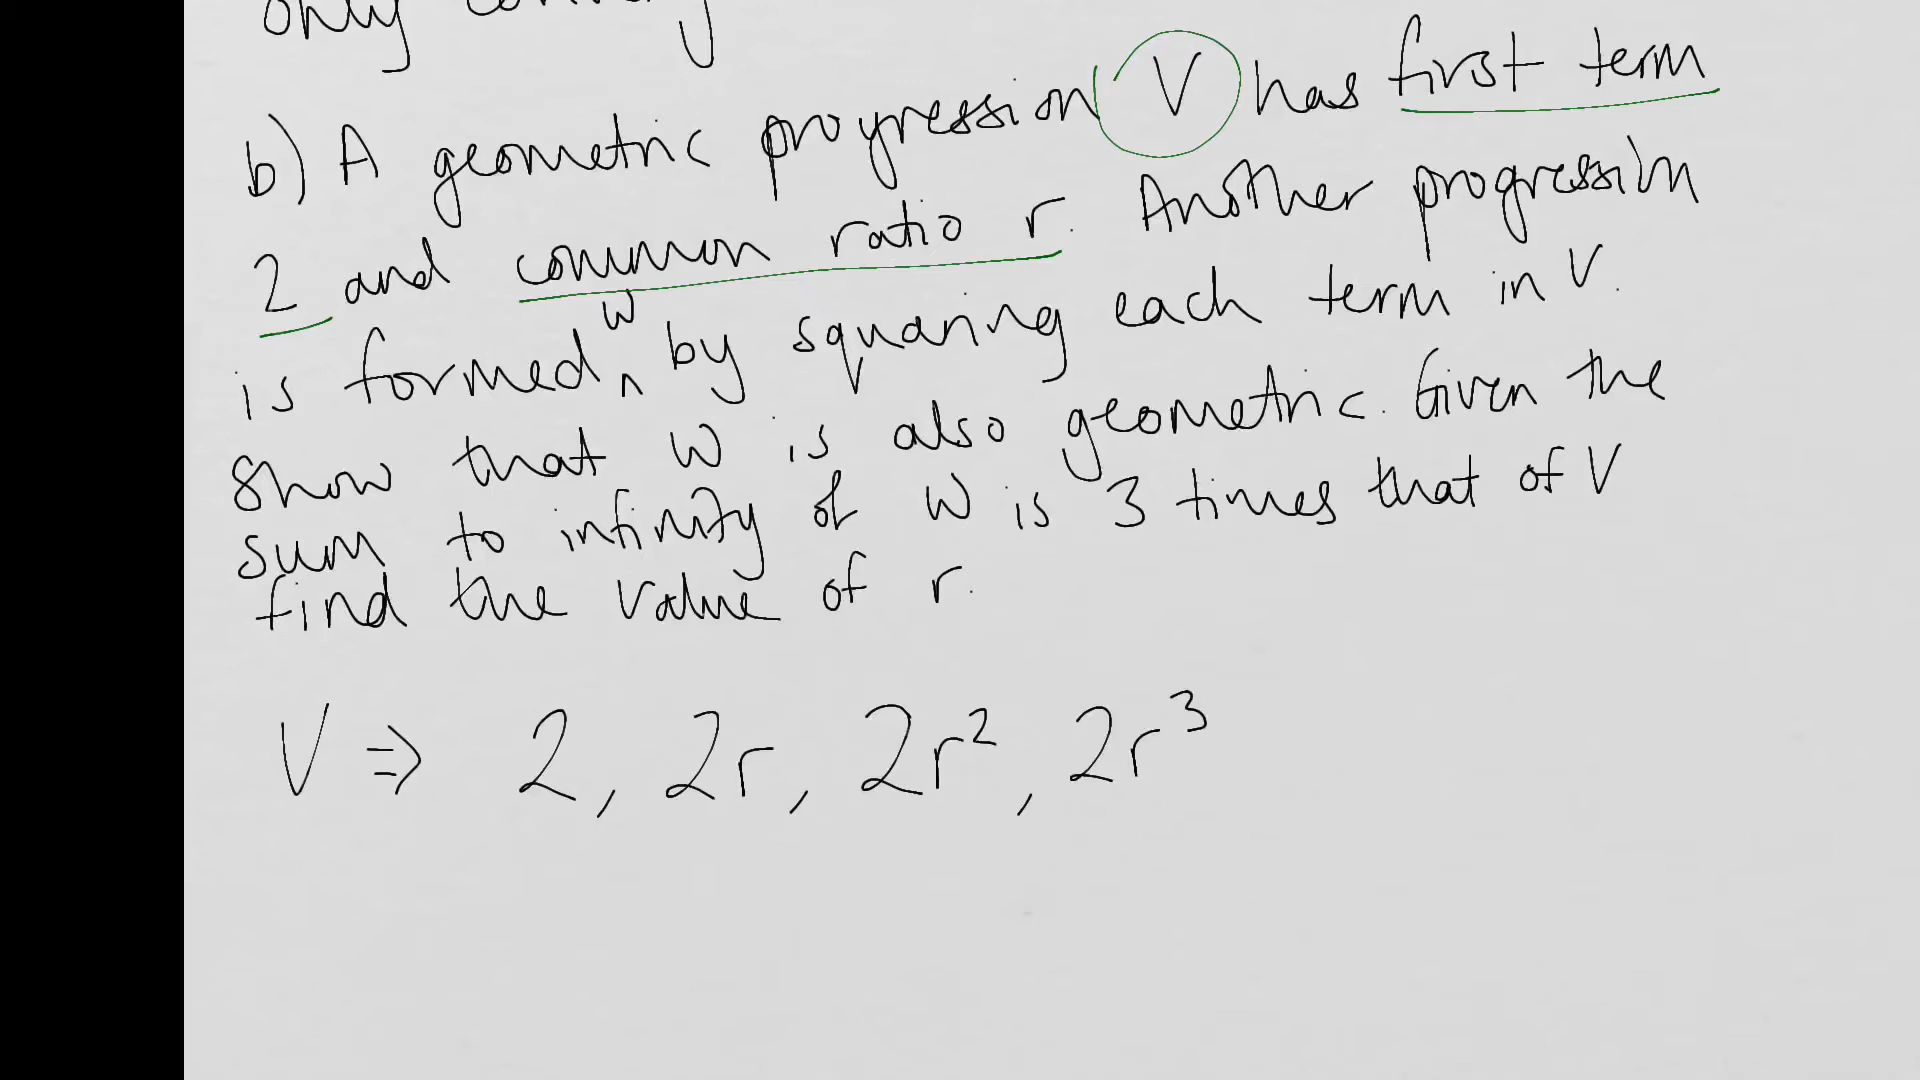 only
b) A geometric progression V has first term
2 and common ratio r. Another progression
is formed ^ W by squaring each term in V.
Show that W is also geometric. Given the
sum to infinity of W is 3 times that of V
find the value of r.
V ⇒ 2, 2r, 2r², 2r³